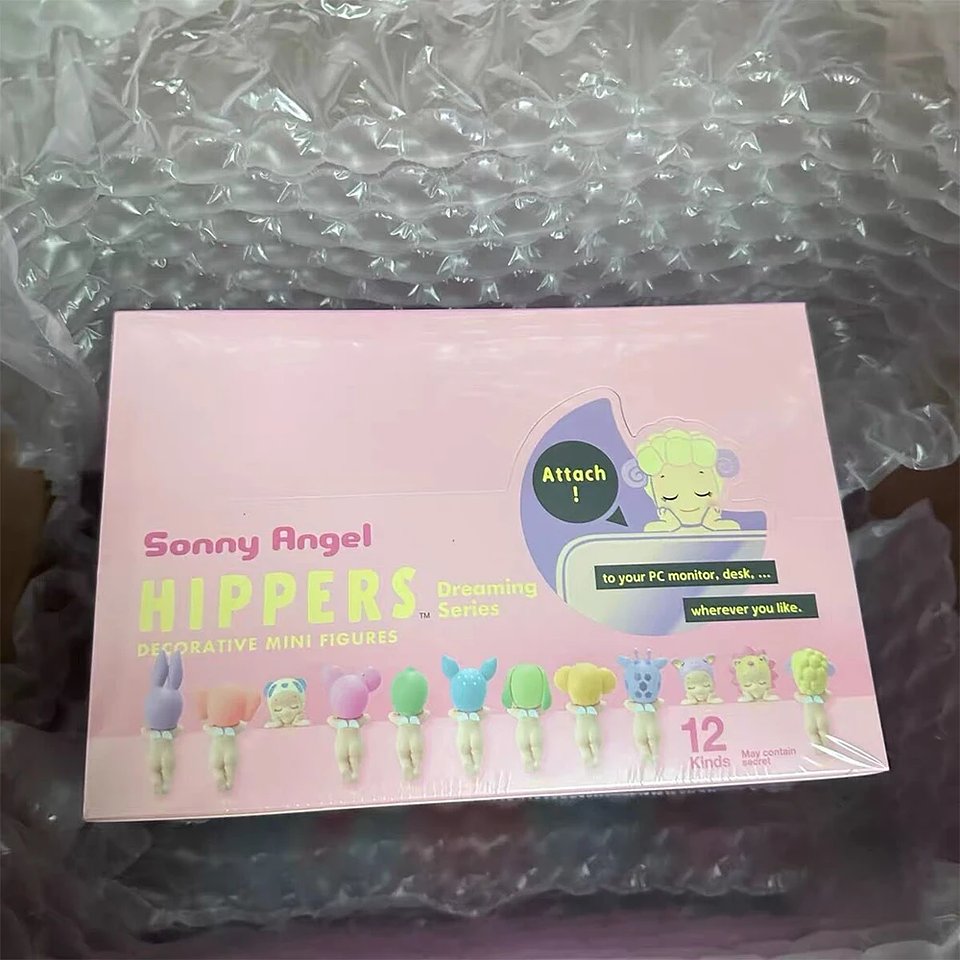 Attach
!
Sonny Angel
HIPPERS™
Dreaming
Series
DECORATIVE MINI FIGURES
to your PC monitor, desk, ...
wherever you like.
12
Kinds
May contain
secret